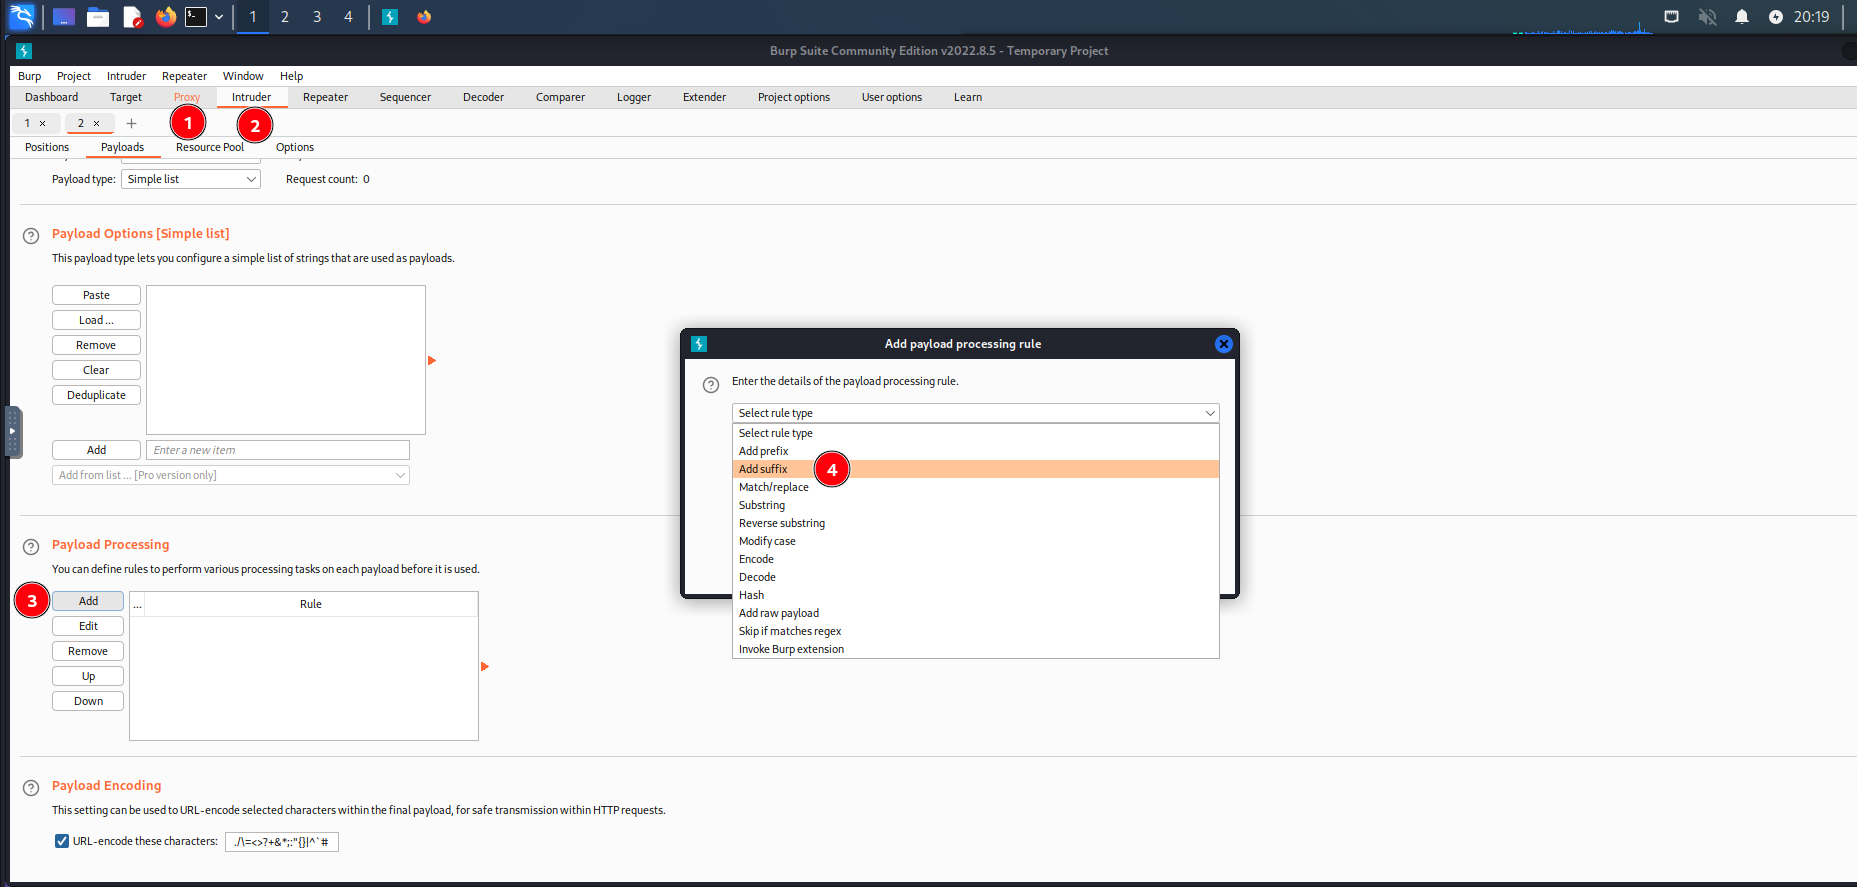 1 2 3 4 20:19
Burp Suite Community Edition v2022.8.5 - Temporary Project
Burp Project Intruder Repeater Window Help
Dashboard Target Proxy Intruder Repeater Sequencer Decoder Comparer Logger Extender Project options User options Learn
1 × 2 × +
1 2
Positions Payloads Resource Pool Options
Payload type: Simple list Request count: 0
? Payload Options [Simple list]
This payload type lets you configure a simple list of strings that are used as payloads.
Paste
Load ...
Remove
Clear
Deduplicate
Add Enter a new item
Add from list ... [Pro version only]
? Payload Processing
You can define rules to perform various processing tasks on each payload before it is used.
3 Add ... Rule
Edit
Remove
Up
Down
? Payload Encoding
This setting can be used to URL-encode selected characters within the final payload, for safe transmission within HTTP requests.
URL-encode these characters: ./\=<>?+&*;:"{}|^`#
Add payload processing rule
? Enter the details of the payload processing rule.
Select rule type
Select rule type
Add prefix
Add suffix 4
Match/replace
Substring
Reverse substring
Modify case
Encode
Decode
Hash
Add raw payload
Skip if matches regex
Invoke Burp extension